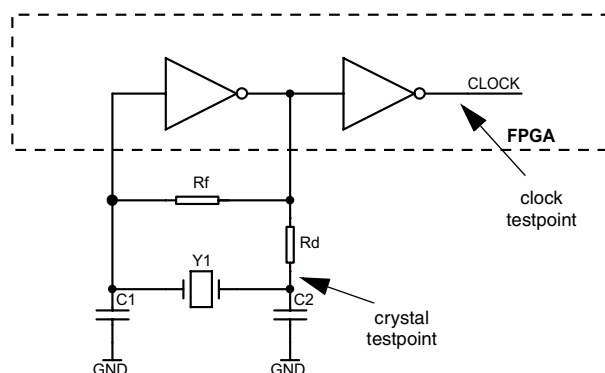 CLOCK
FPGA
clock
testpoint
Rf
Rd
Y1
C1
C2
crystal
testpoint
GND
GND